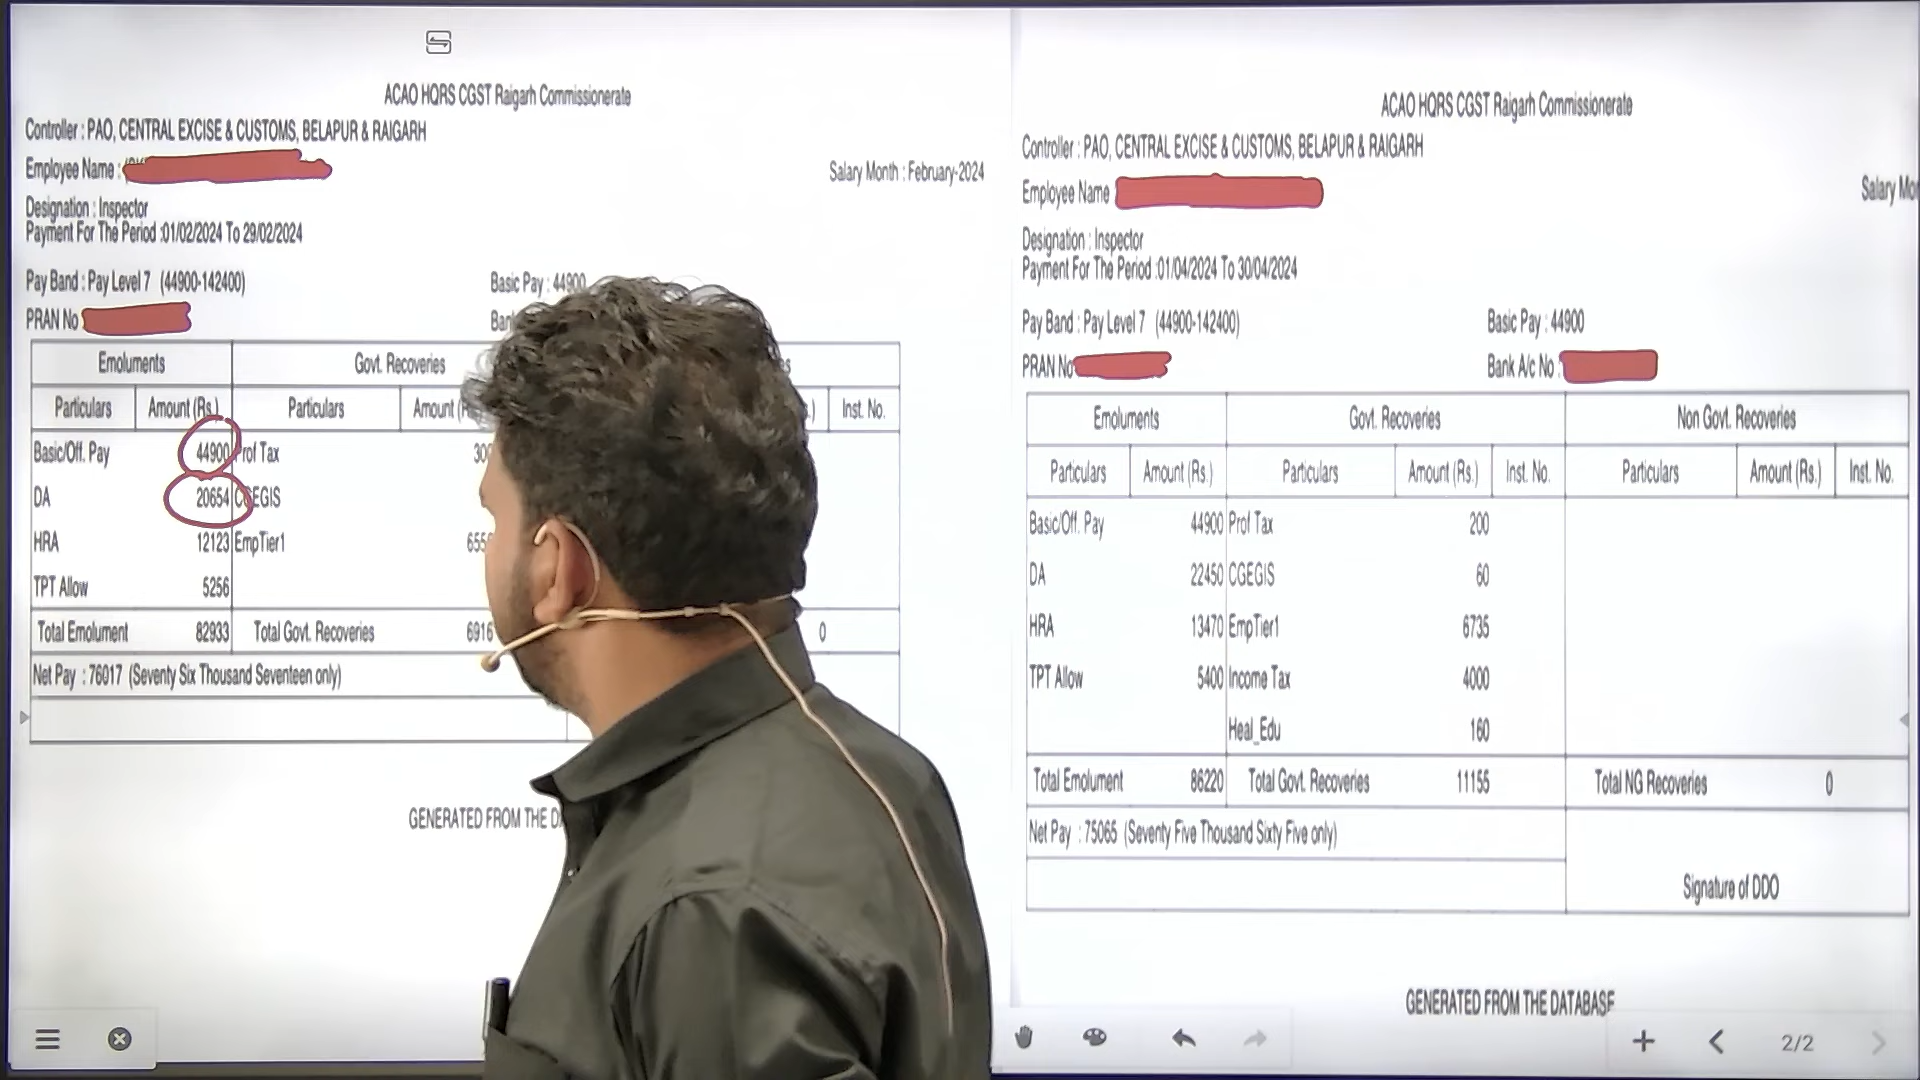 ACAO HQRS CGST Raigarh Commissionerate
Controller : PAO, CENTRAL EXCISE & CUSTOMS, BELAPUR & RAIGARH
Employee Name :
Salary Month : February-2024
Designation : Inspector
Payment For The Period :01/02/2024 To 29/02/2024
Pay Band : Pay Level 7 (44900-142400)
Basic Pay : 44900
PRAN No
Emoluments Govt. Recoveries
Particulars Amount (Rs.) Particulars Inst. No.
Basic/Off. Pay 44900 Prof Tax
DA 20654 CGEGIS
HRA 12123 EmpTier1
TPT Allow 5256
Total Emolument 82933 Total Govt. Recoveries 6916 0
Net Pay : 76017 (Seventy Six Thousand Seventeen only)
GENERATED FROM THE
ACAO HQRS CGST Raigarh Commissionerate
Controller : PAO, CENTRAL EXCISE & CUSTOMS, BELAPUR & RAIGARH
Employee Name
Salary
Designation : Inspector
Payment For The Period :01/04/2024 To 30/04/2024
Pay Band : Pay Level 7 (44900-142400)
Basic Pay : 44900
PRAN No
Bank A/c No :
Emoluments Govt. Recoveries Non Govt. Recoveries
Particulars Amount (Rs.) Particulars Amount (Rs.) Inst. No. Particulars Amount (Rs.) Inst. No.
Basic/Off. Pay 44900 Prof Tax 200
DA 22450 CGEGIS 60
HRA 13470 EmpTier1 6735
TPT Allow 5400 Income Tax 4000
Heal_Edu 160
Total Emolument 86220 Total Govt. Recoveries 11155 Total NG Recoveries 0
Net Pay : 75065 (Seventy Five Thousand Sixty Five only)
Signature of DDO
GENERATED FROM THE DATABASE
2/2